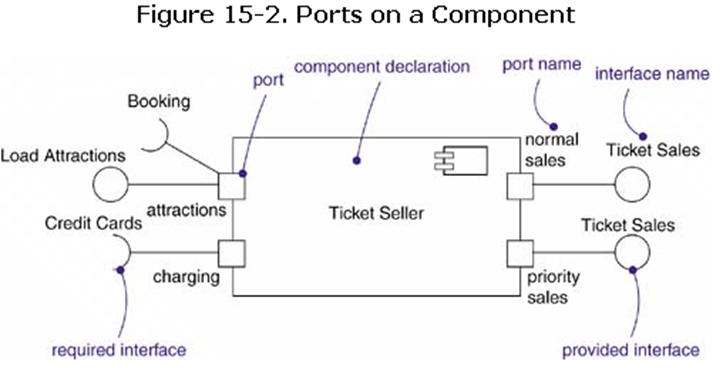 Figure 15-2. Ports on a Component
component declaration
port name
port
interface name
Booking
normal
sales
Ticket Sales
Load Attractions
attractions
Ticket Seller
Credit Cards
Ticket Sales
charging
priority
sales
required interface
provided interface